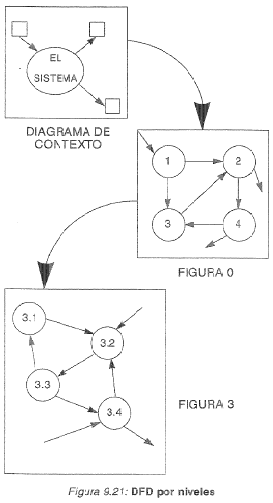 EL
SISTEMA
DIAGRAMA DE
CONTEXTO
1
2
3
4
FIGURA 0
3.1
3.2
3.3
3.4
FIGURA 3
Figura 9.21: DFD por niveles